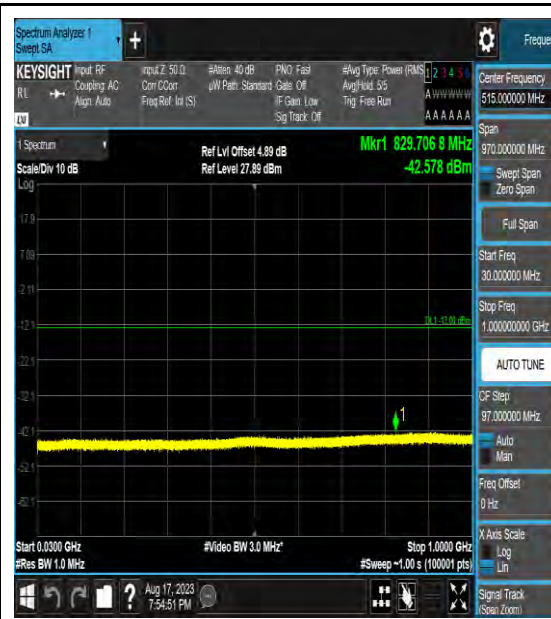 Spectrum Analyzer 1
Swept SA
+
Freque
KEYSIGHT
RL
Input: RF
Coupling: AC
Align: Auto
Input Z: 50 Ω
Corr CCorr
Freq Ref: Int (S)
#Atten: 40 dB
µW Path: Standard
PNO: Fast
Gate: Off
IF Gain: Low
Sig Track: Off
#Avg Type: Power (RMS
Avg|Hold: 5/5
Trig: Free Run
1 2 3 4 5 6
A W W W W W
A A A A A A
LV
1 Spectrum
Scale/Div 10 dB
Log
Ref Lvl Offset 4.89 dB
Ref Level 27.89 dBm
Mkr1 829.706 8 MHz
-42.578 dBm
17.9
7.89
-2.11
-12.1
-22.1
-32.1
-42.1
-52.1
-62.1
DL1 -13.00 dBm
1
Start 0.0300 GHz
#Res BW 1.0 MHz
#Video BW 3.0 MHz*
Stop 1.0000 GHz
#Sweep ~1.00 s (100001 pts)
Center Frequency
515.000000 MHz
Span
970.000000 MHz
Swept Span
Zero Span
Full Span
Start Freq
30.000000 MHz
Stop Freq
1.000000000 GHz
AUTO TUNE
CF Step
97.000000 MHz
Auto
Man
Freq Offset
0 Hz
X Axis Scale
Log
Lin
Signal Track
(Span Zoom)
?
Aug 17, 2023
7:54:51 PM